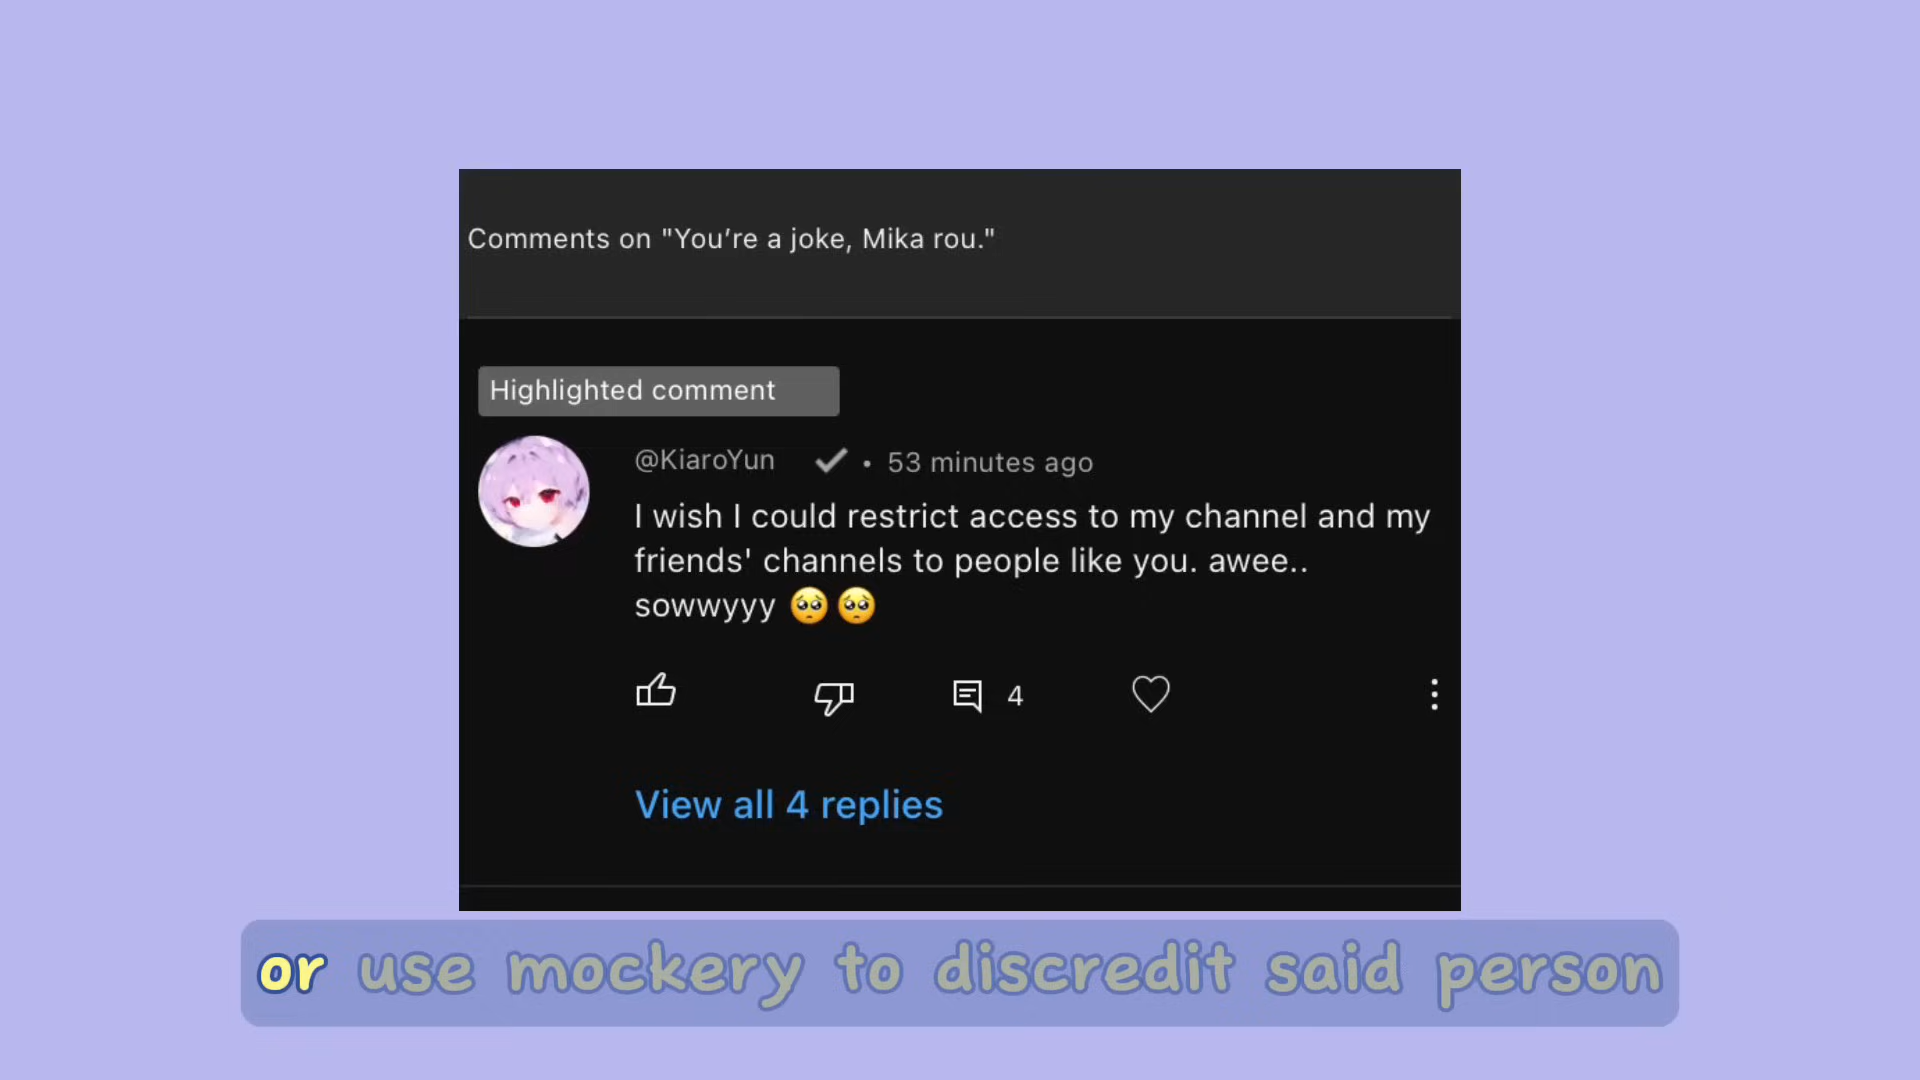 Comments on "You’re a joke, Mika rou."
Highlighted comment
@KiaroYun • 53 minutes ago
I wish I could restrict access to my channel and my
friends' channels to people like you. awee..
sowwyyy 🥺🥺
4
View all 4 replies
or use mockery to discredit said person